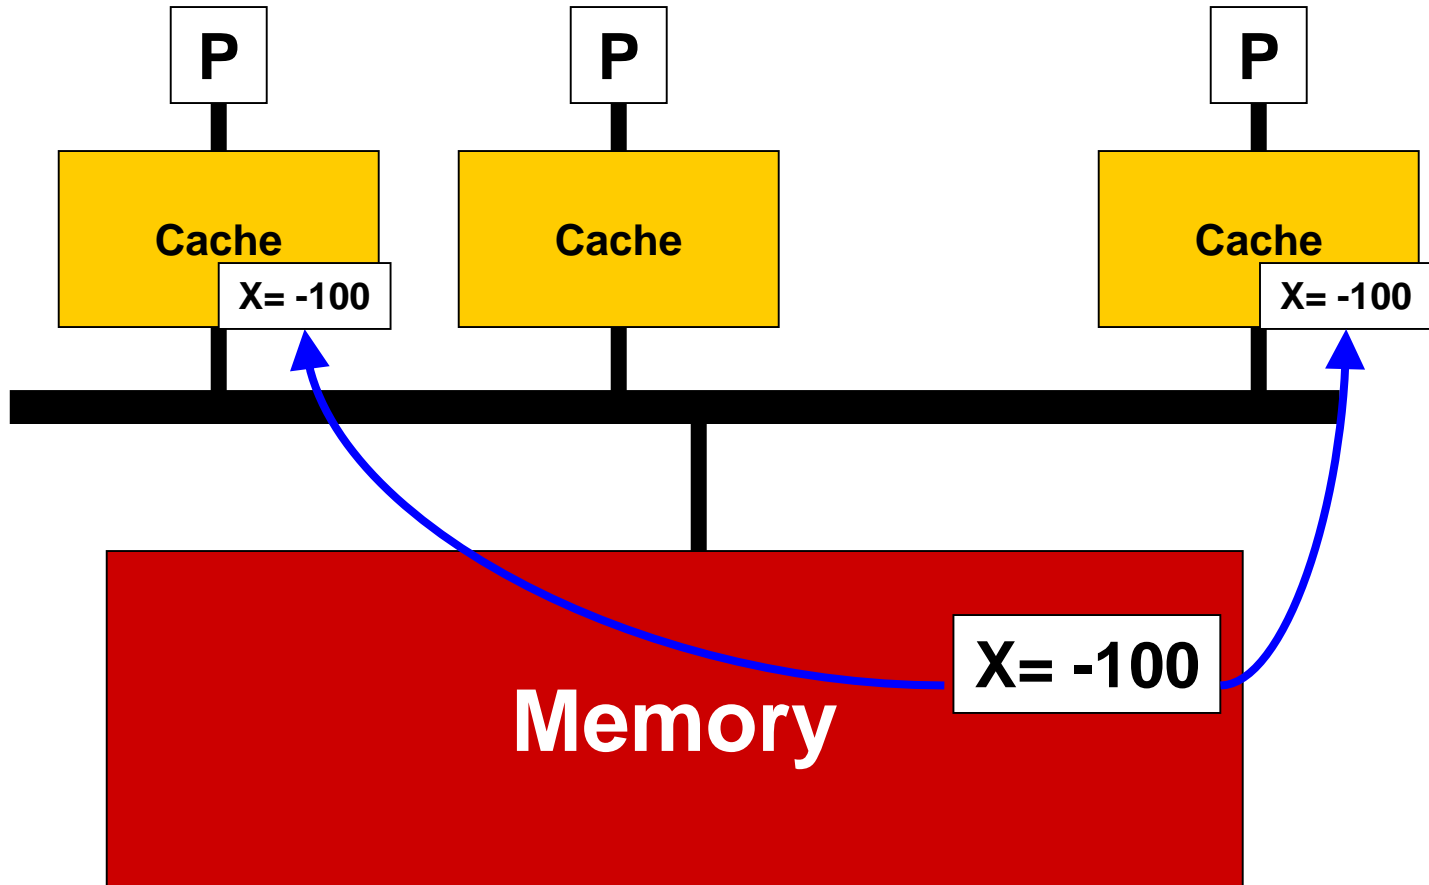 P
P
P
Cache
Cache
Cache
X= -100
X= -100
X= -100
Memory